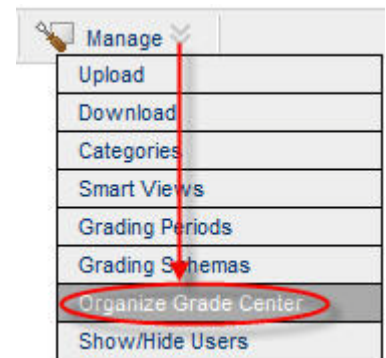 Manage
Upload
Download
Categories
Smart Views
Grading Periods
Grading Schemas
Organize Grade Center
Show/Hide Users